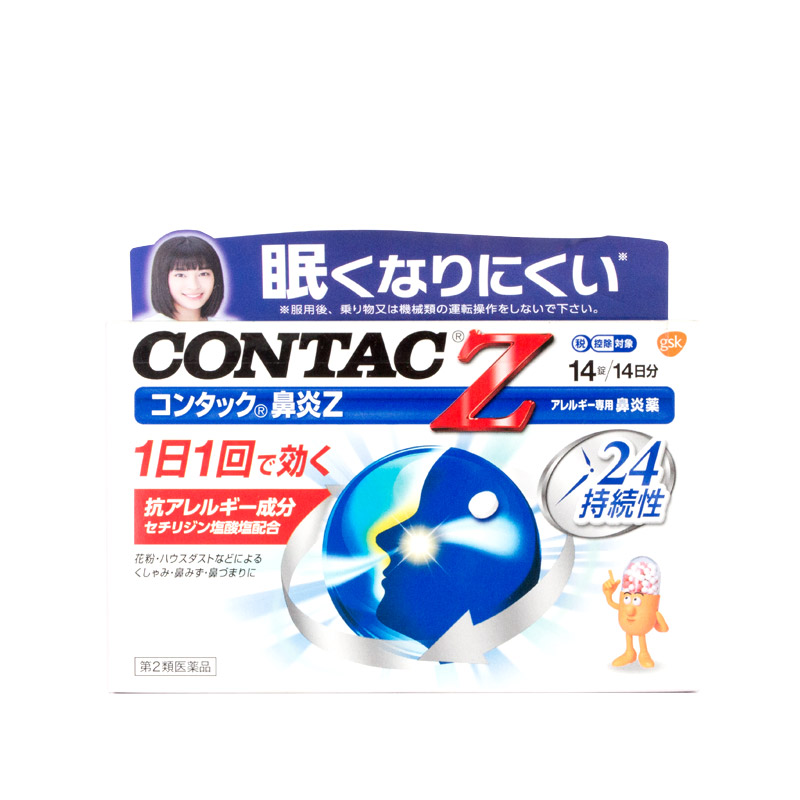 眠くなりにくい※
※服用後、乗り物又は機械類の運転操作をしないで下さい。
CONTAC® Z
税 控除 対象
gsk
14錠/14日分
コンタック®鼻炎Z
アレルギー専用 鼻炎薬
1日1回で効く
24
持続性
抗アレルギー成分
セチリジン塩酸塩配合
花粉・ハウスダストなどによる
くしゃみ・鼻みず・鼻づまりに
第2類医薬品